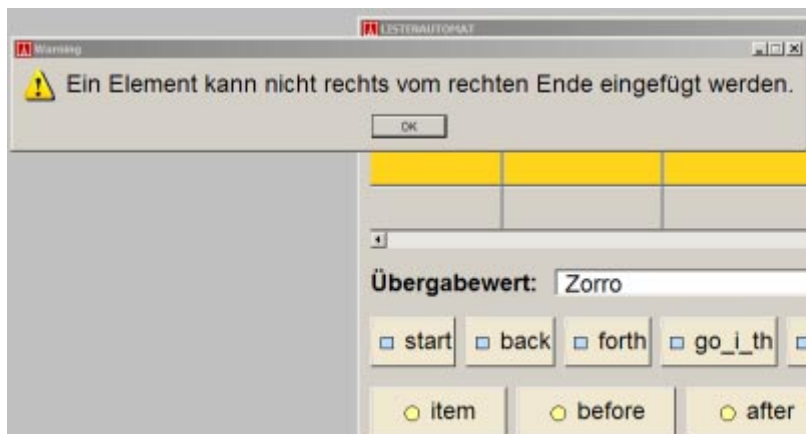 LISTENAUTOMAT
Warning
Ein Element kann nicht rechts vom rechten Ende eingefügt werden.
OK
Übergabewert: Zorro
start back forth go_i_th
item before after